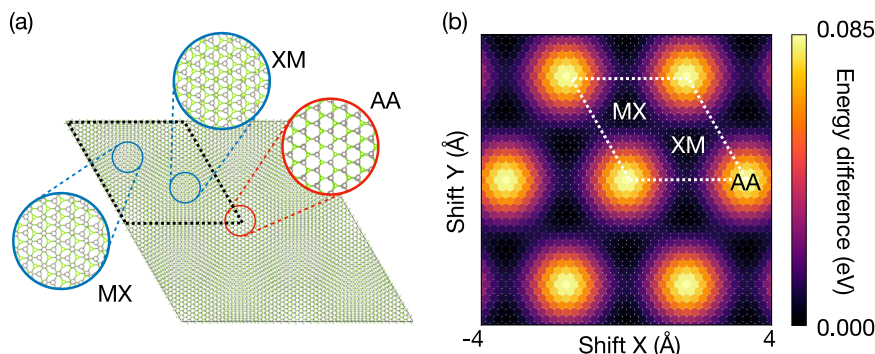 (a)
XM
AA
MX
(b)
MX
XM
AA
Shift Y (Å)
-4
Shift X (Å)
4
0.085
Energy difference (eV)
0.000